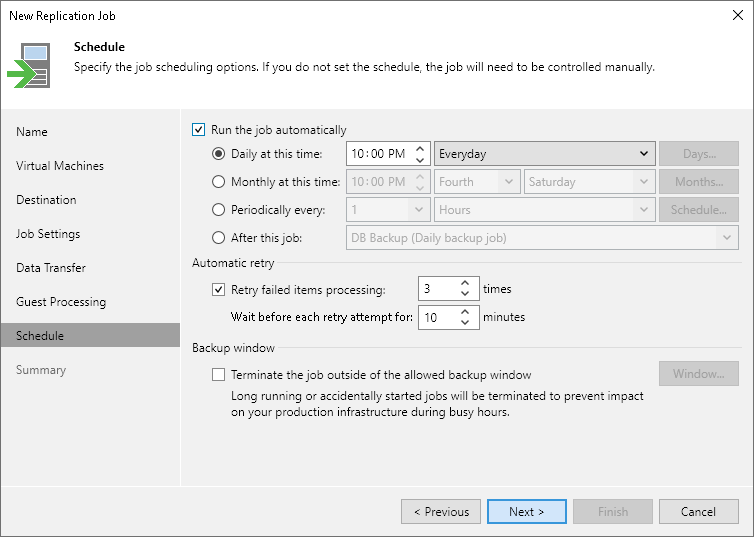 New Replication Job
Schedule
Specify the job scheduling options. If you do not set the schedule, the job will need to be controlled manually.
Name
Virtual Machines
Destination
Job Settings
Data Transfer
Guest Processing
Schedule
Summary
Run the job automatically
Daily at this time: 10:00 PM Everyday Days...
Monthly at this time: 10:00 PM Fourth Saturday Months...
Periodically every: 1 Hours Schedule...
After this job: DB Backup (Daily backup job)
Automatic retry
Retry failed items processing: 3 times
Wait before each retry attempt for: 10 minutes
Backup window
Terminate the job outside of the allowed backup window Window...
Long running or accidentally started jobs will be terminated to prevent impact
on your production infrastructure during busy hours.
< Previous Next > Finish Cancel